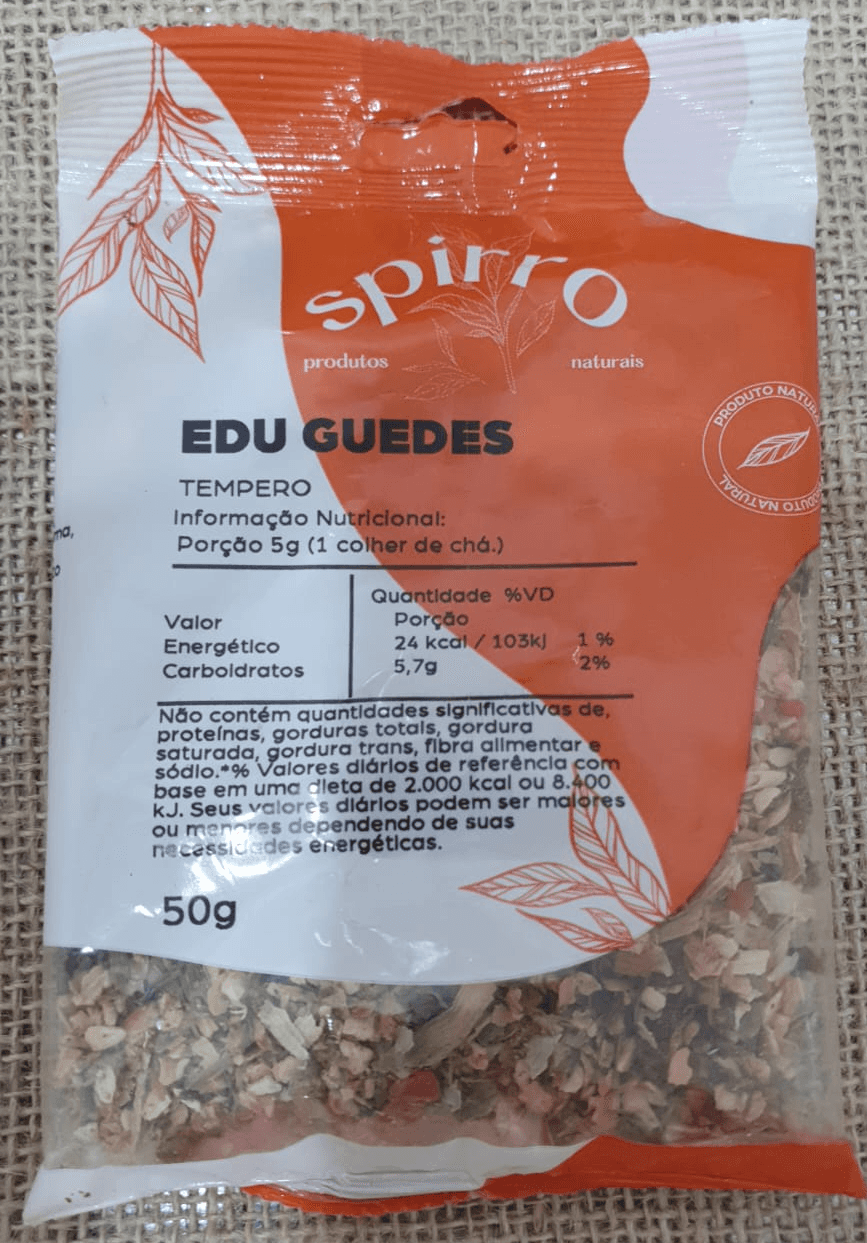 spirro
produtos naturais
PRODUTO NATURAL
PRODUTO NATURAL
EDU GUEDES
TEMPERO
Informação Nutricional:
Porção 5g (1 colher de chá.)
Quantidade %VD
Porção
Valor
Energético 24 kcal / 103kj 1 %
Carboidratos 5,7g 2%
Não contém quantidades significativas de,
proteínas, gorduras totais, gordura
saturada, gordura trans, fibra alimentar e
sódio.*% Valores diários de referência com
base em uma dieta de 2.000 kcal ou 8.400
kJ. Seus valores diários podem ser maiores
ou menores dependendo de suas
necessidades energéticas.
50g